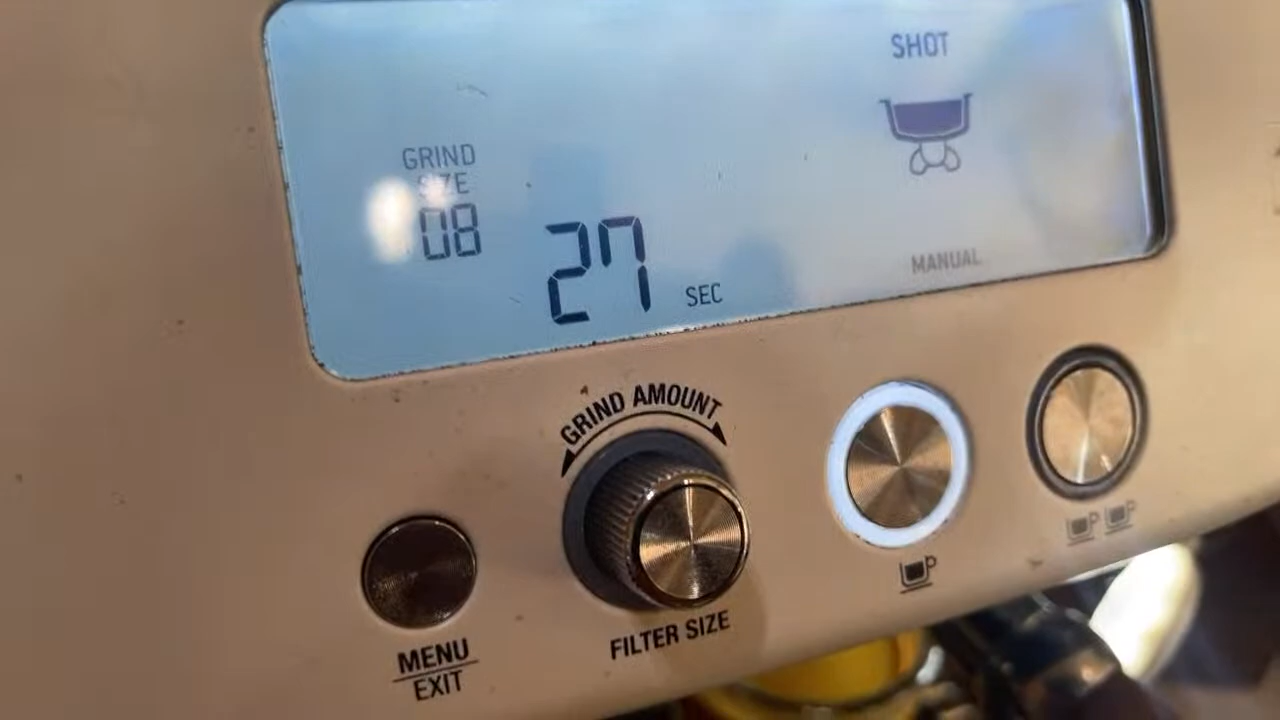 SHOT
GRIND
SIZE
08
27 SEC
MANUAL
GRIND AMOUNT
FILTER SIZE
MENU
EXIT